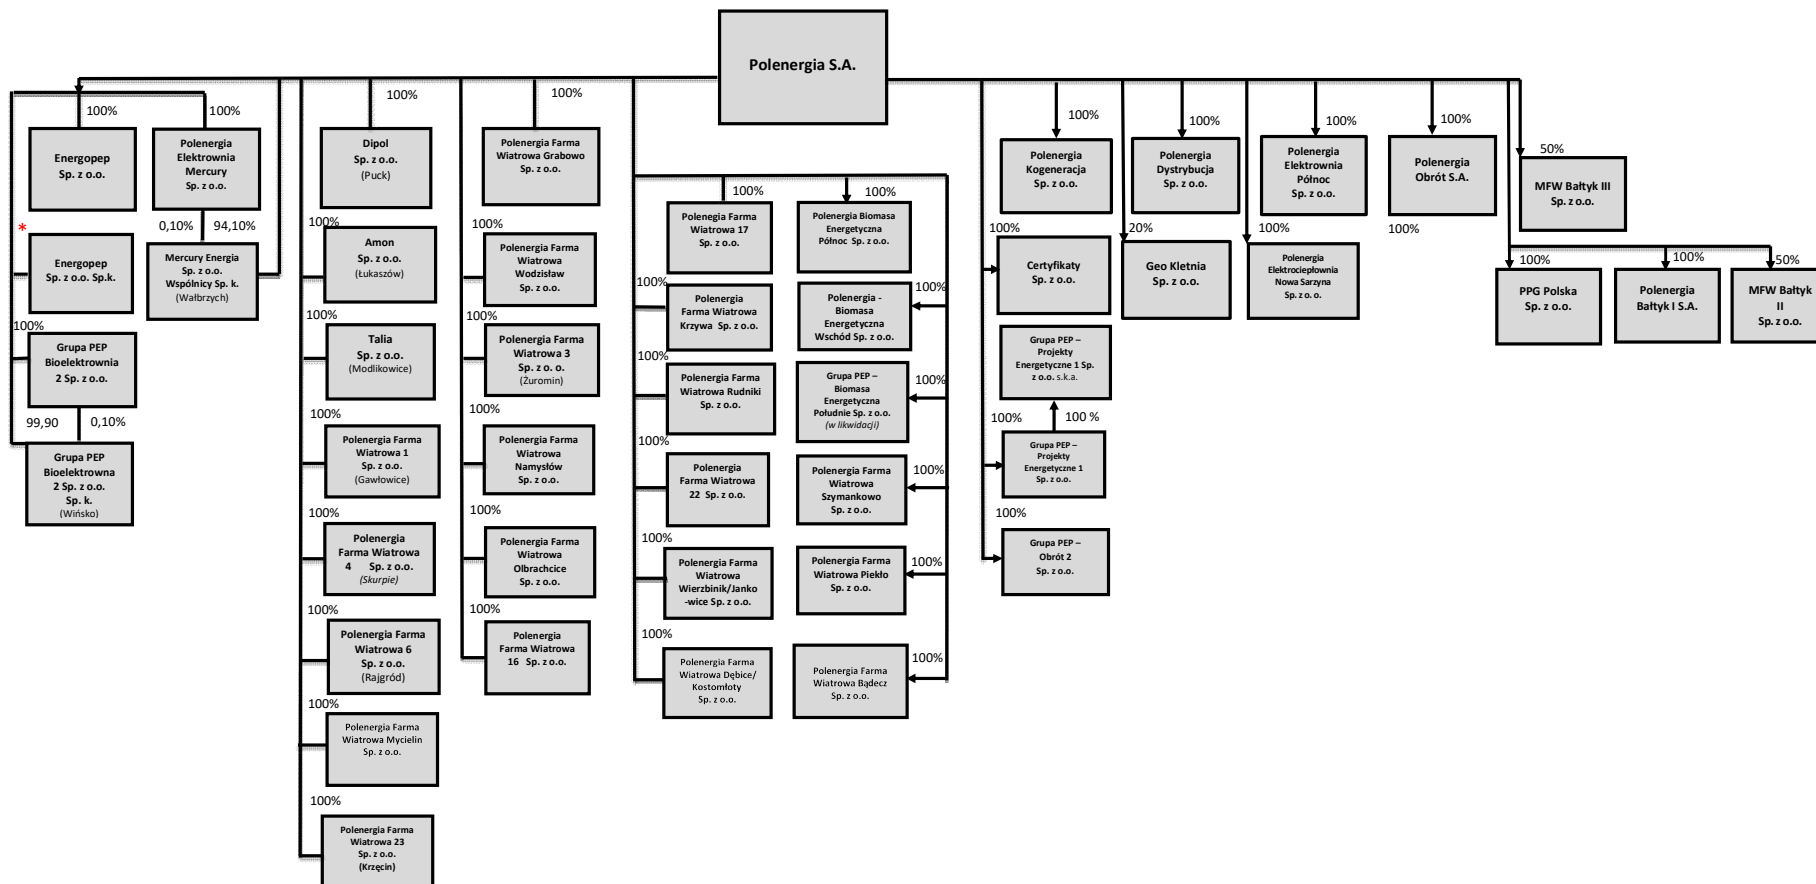 Polenergia S.A.
100%
Energopep
Sp. z o.o.
*
Energopep
Sp. z o.o. Sp.k.
100%
Grupa PEP
Bioelektrownia
2 Sp. z o.o.
99,90
0,10%
Grupa PEP
Bioelektrowna
2 Sp. z o.o.
Sp. k.
(Wińsko)
100%
Polenergia
Elektrownia
Mercury
Sp. z o.o.
0,10%
94,10%
Mercury Energia
Sp. z o.o.
Wspólnicy Sp. k.
(Wałbrzych)
100%
Dipol
Sp. z o.o.
(Puck)
100%
Amon
Sp. z o.o.
(Łukaszów)
100%
Talia
Sp. z o.o.
(Modlikowice)
100%
Polenergia Farma
Wiatrowa 1
Sp. z o.o.
(Gawłowice)
100%
Polenergia
Farma Wiatrowa
4 Sp. z o.o.
(Skurpie)
100%
Polenergia Farma
Wiatrowa 6
Sp. z o.o.
(Rajgród)
100%
Polenergia Farma
Wiatrowa Mycielin
Sp. z o.o.
100%
Polenergia Farma
Wiatrowa 23
Sp. z o.o.
(Krzęcin)
100%
Polenergia Farma
Wiatrowa Grabowo
Sp. z o.o.
100%
Polenergia Farma
Wiatrowa
Wodzisław
Sp. z o.o.
100%
Polenergia Farma
Wiatrowa 3
Sp. z o. o.
(Żuromin)
100%
Polenergia Farma
Wiatrowa
Namysłów
Sp. z o.o.
100%
Polenergia Farma
Wiatrowa
Olbrachcice
Sp. z o.o.
100%
Polenergia
Farma Wiatrowa
16 Sp. z o.o.
100%
Polenegia Farma
Wiatrowa 17
Sp. z o.o.
100%
Polenergia
Farma Wiatrowa
Krzywa Sp. z o.o.
100%
Polenergia Farma
Wiatrowa Rudniki
Sp. z o.o.
100%
Polenergia
Farma Wiatrowa
22 Sp. z o.o.
100%
Polenergia Farma
Wiatrowa
Wierzbinik/Janko
-wice Sp. z o.o.
100%
Polenergia Farma
Wiatrowa Dębice/
Kostomłoty
Sp. z o.o.
100%
Polenergia Biomasa
Energetyczna
Północ Sp. z o.o.
100%
Polenergia -
Biomasa
Energetyczna
Wschód Sp. z o.o.
100%
Grupa PEP –
Biomasa
Energetyczna
Południe Sp. z o.o.
(w likwidacji)
100%
Polenergia Farma
Wiatrowa
Szymankowo
Sp. z o.o.
100%
Polenergia Farma
Wiatrowa Piekło
Sp. z o.o.
100%
Polenergia Farma
Wiatrowa Bądecz
Sp. z o.o.
100%
Polenergia
Kogeneracja
Sp. z o.o.
100%
Certyfikaty
Sp. z o.o.
Grupa PEP –
Projekty
Energetyczne 1 Sp.
z o.o. s.k.a.
100%
100 %
Grupa PEP –
Projekty
Energetyczne 1
Sp. z o.o.
100%
Grupa PEP –
Obrót 2
Sp. z o.o.
100%
Polenergia
Dystrybucja
Sp. z o.o.
20%
Geo Kletnia
Sp. z o.o.
100%
Polenergia
Elektrownia
Północ
Sp. z o.o.
100%
Polenergia
Elektrociepłownia
Nowa Sarzyna
Sp. z o.o.
100%
Polenergia
Obrót S.A.
100%
50%
MFW Bałtyk III
Sp. z o.o.
100%
PPG Polska
Sp. z o.o.
100%
Polenergia
Bałtyk I S.A.
50%
MFW Bałtyk
II
Sp. z o.o.